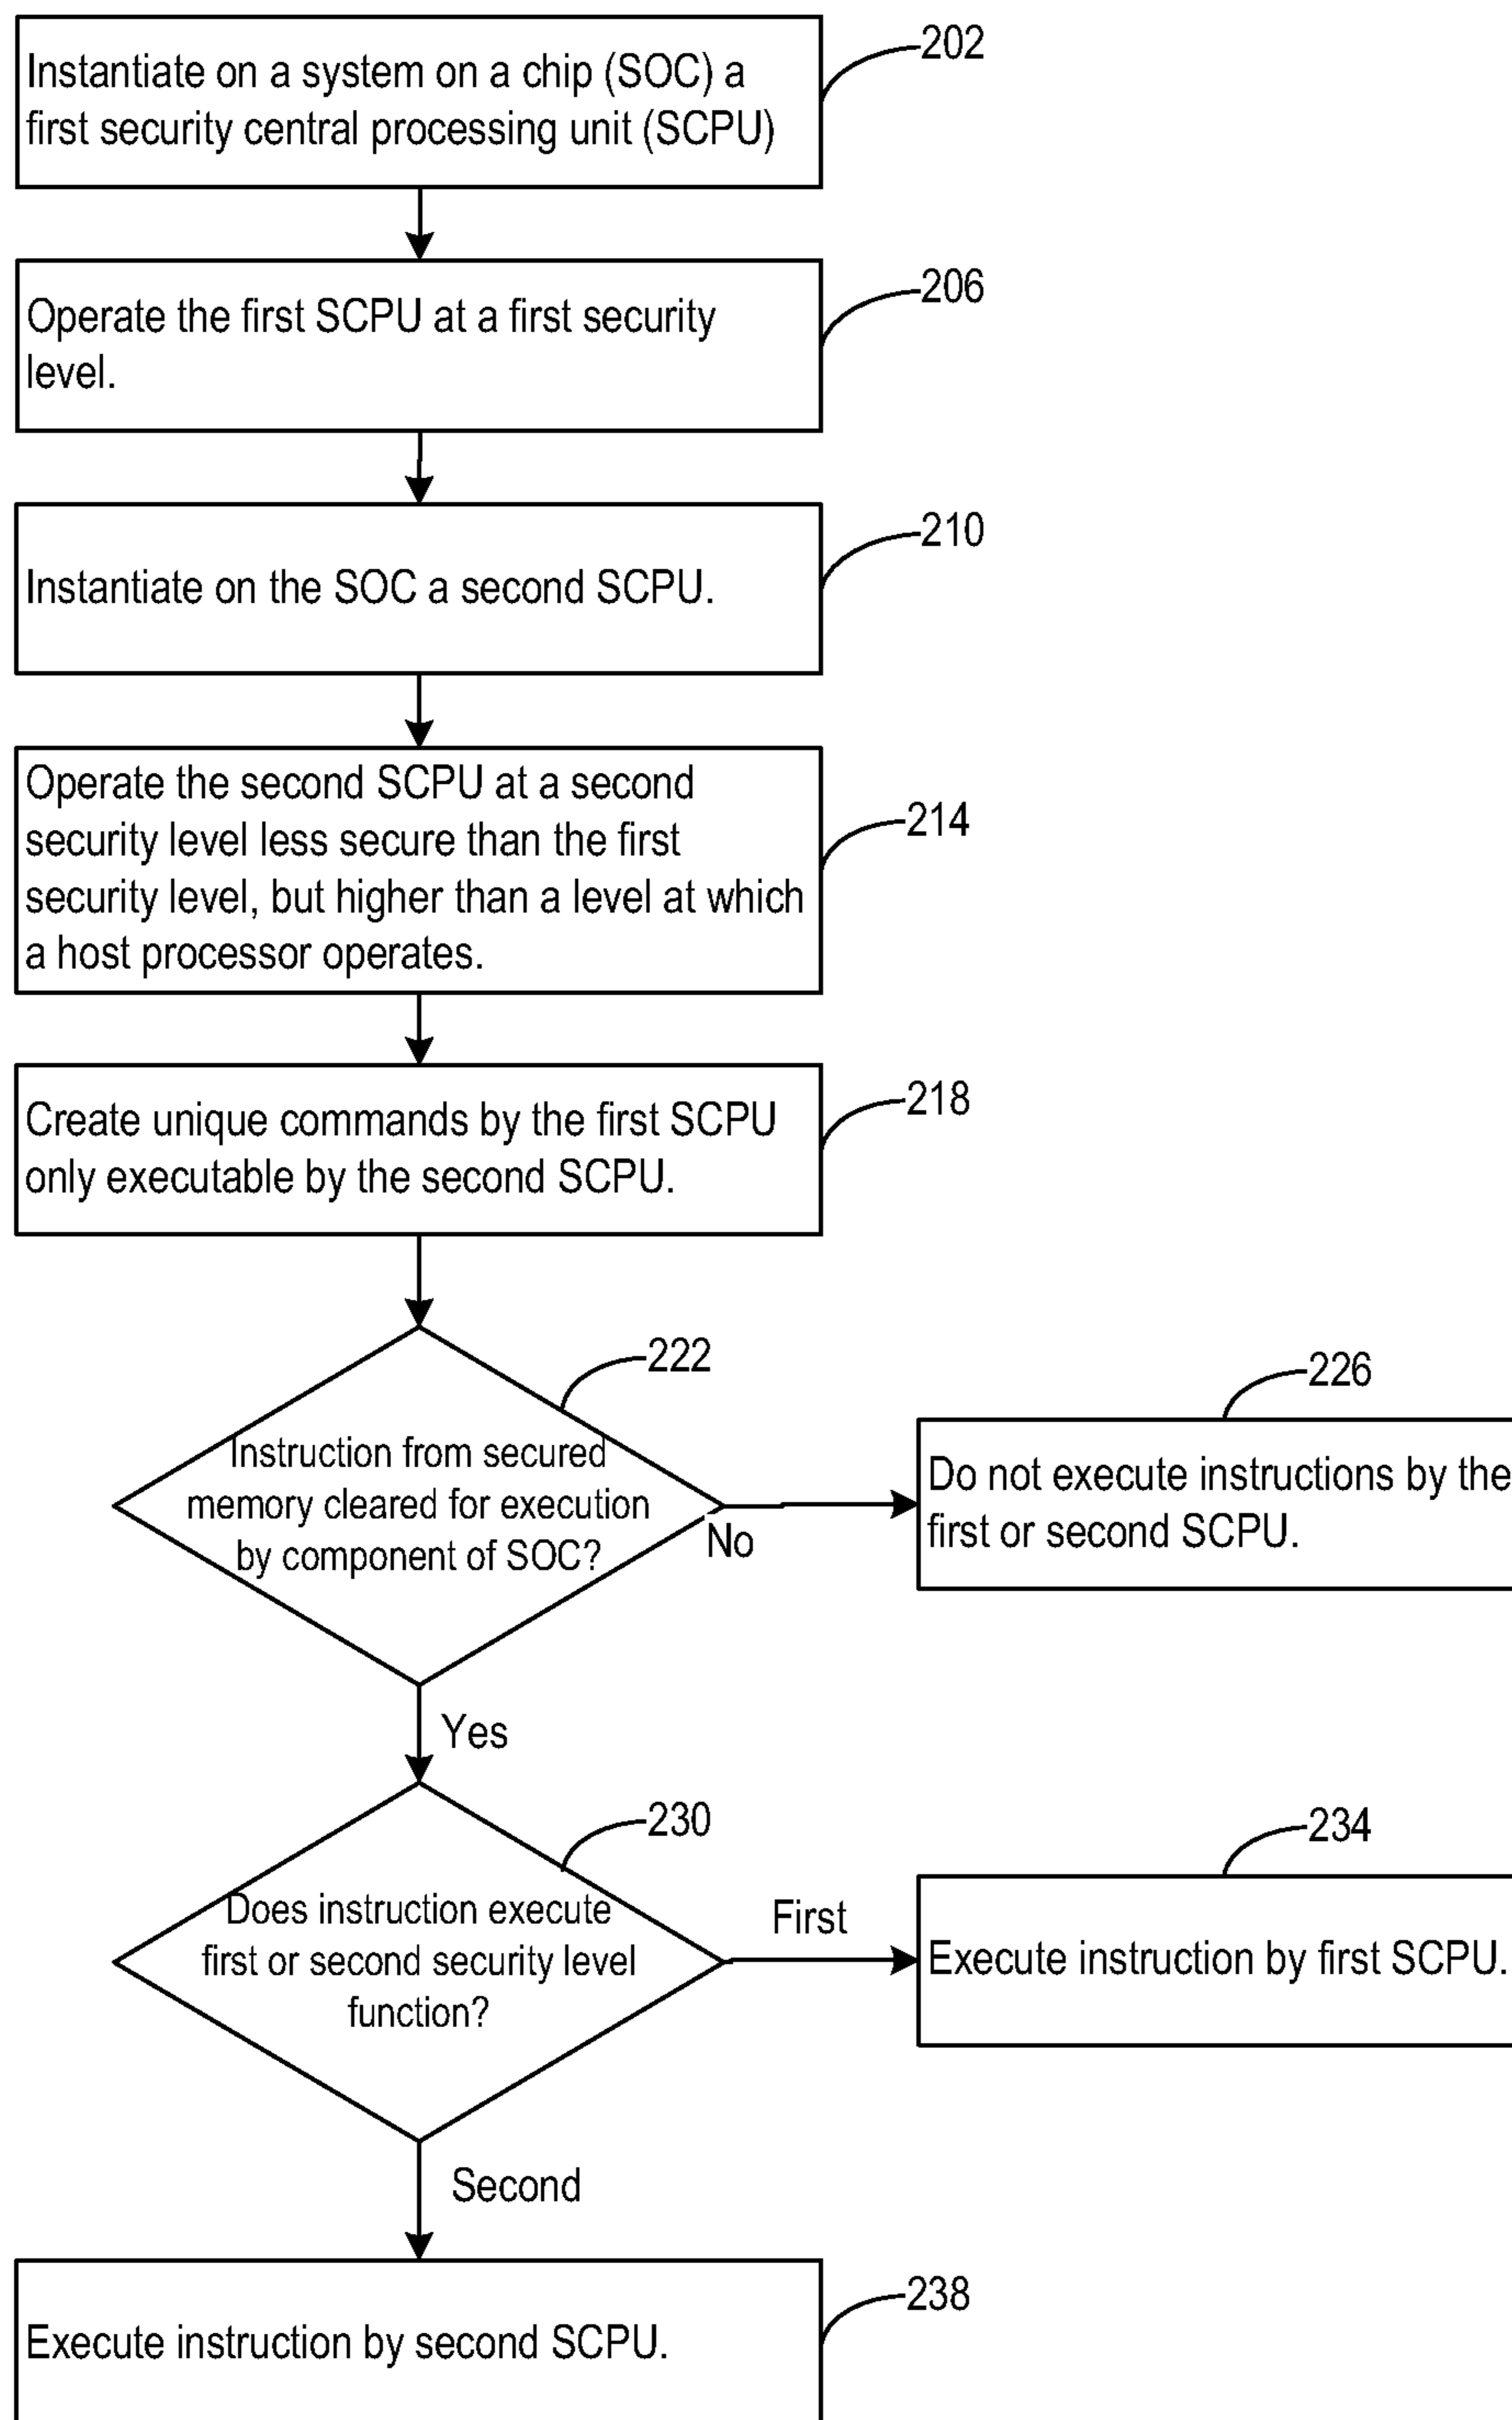 Instantiate on a system on a chip (SOC) a
first security central processing unit (SCPU)
202
Operate the first SCPU at a first security
level.
206
Instantiate on the SOC a second SCPU.
210
Operate the second SCPU at a second
security level less secure than the first
security level, but higher than a level at which
a host processor operates.
214
Create unique commands by the first SCPU
only executable by the second SCPU.
218
222
Instruction from secured
memory cleared for execution
by component of SOC?
No
226
Do not execute instructions by the
first or second SCPU.
Yes
230
Does instruction execute
first or second security level
function?
First
234
Execute instruction by first SCPU.
Second
Execute instruction by second SCPU.
238